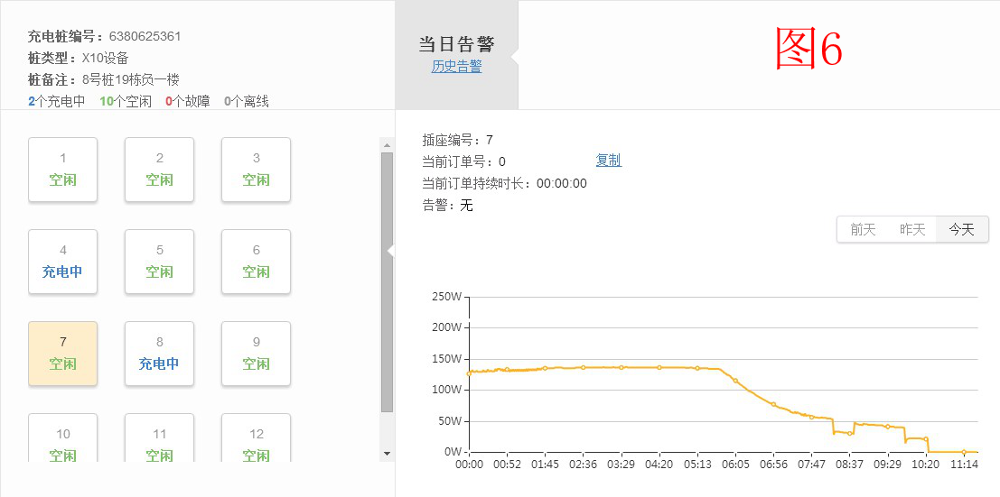 充电桩编号：6380625361
桩类型：X10设备
桩备注：8号桩19栋负一楼
2个充电中 10个空闲 0个故障 0个离线
当日告警
历史告警
图6
1
空闲
2
空闲
3
空闲
4
充电中
5
空闲
6
空闲
7
空闲
8
充电中
9
空闲
10
空闲
11
空闲
12
空闲
插座编号：7
当前订单号：0 复制
当前订单持续时长：00:00:00
告警：无
前天 昨天 今天
250W
200W
150W
100W
50W
0W
00:00 00:52 01:45 02:36 03:29 04:20 05:13 06:05 06:56 07:47 08:37 09:29 10:20 11:14